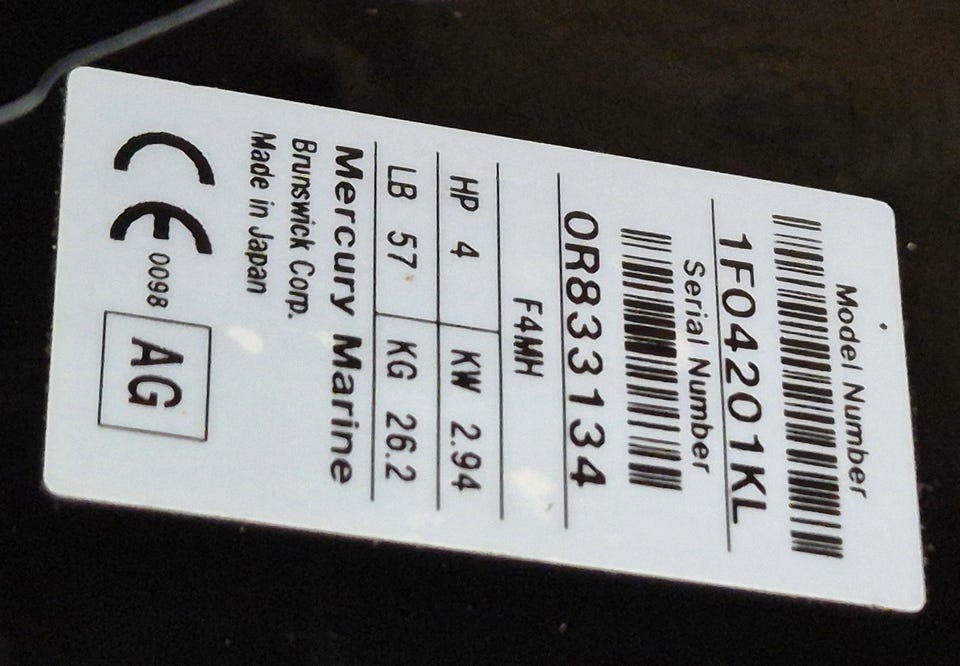 Model Number
1F04201KL
Serial Number
0R833134
F4MH
HP 4 KW 2.94
LB 57 KG 26.2
Mercury Marine
Brunswick Corp.
Made in Japan
CE 0098 AG